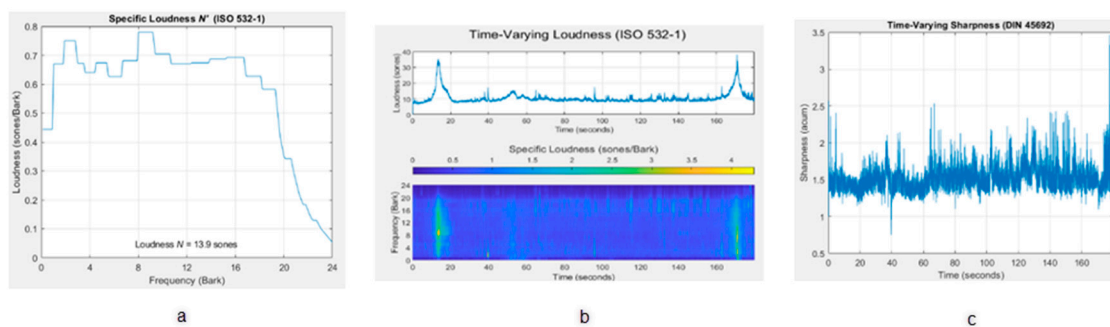 Specific Loudness N' (ISO 532-1)
0.8
0.7
0.6
0.5
0.4
0.3
0.2
0.1
0
Loudness (sones/Bark)
Loudness N = 13.9 sones
0 4 8 12 16 20 24
Frequency (Bark)
a
Time-Varying Loudness (ISO 532-1)
40
30
20
10
0
Loudness (sones)
0 20 40 60 80 100 120 140 160
Time (seconds)
Specific Loudness (sones/Bark)
0 0.5 1 1.5 2 2.5 3 3.5 4
24
20
16
12
8
4
0
Frequency (Bark)
0 20 40 60 80 100 120 140 160
Time (seconds)
b
Time-Varying Sharpness (DIN 45692)
3.5
3
2.5
2
1.5
1
0.5
Sharpness (acum)
0 20 40 60 80 100 120 140 160
Time (seconds)
c